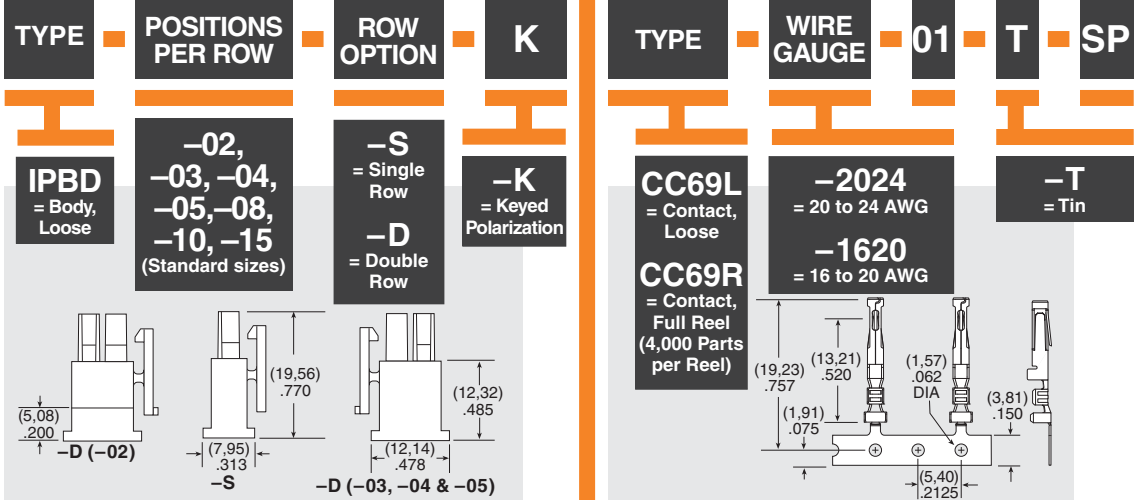 TYPE
POSITIONS
PER ROW
ROW
OPTION
K
IPBD
= Body,
Loose
–02,
–03, –04,
–05,–08,
–10, –15
(Standard sizes)
–S
= Single
Row
–D
= Double
Row
–K
= Keyed
Polarization
(5,08)
.200
–D (–02)
(7,95)
.313
–S
(19,56)
.770
(12,32)
.485
(12,14)
.478
–D (–03, –04 & –05)
TYPE
WIRE
GAUGE
01
T
SP
CC69L
= Contact,
Loose
CC69R
= Contact,
Full Reel
(4,000 Parts
per Reel)
–2024
= 20 to 24 AWG
–1620
= 16 to 20 AWG
–T
= Tin
(19,23)
.757
(13,21)
.520
(1,57)
.062
DIA
(1,91)
.075
(3,81)
.150
(5,40)
.2125